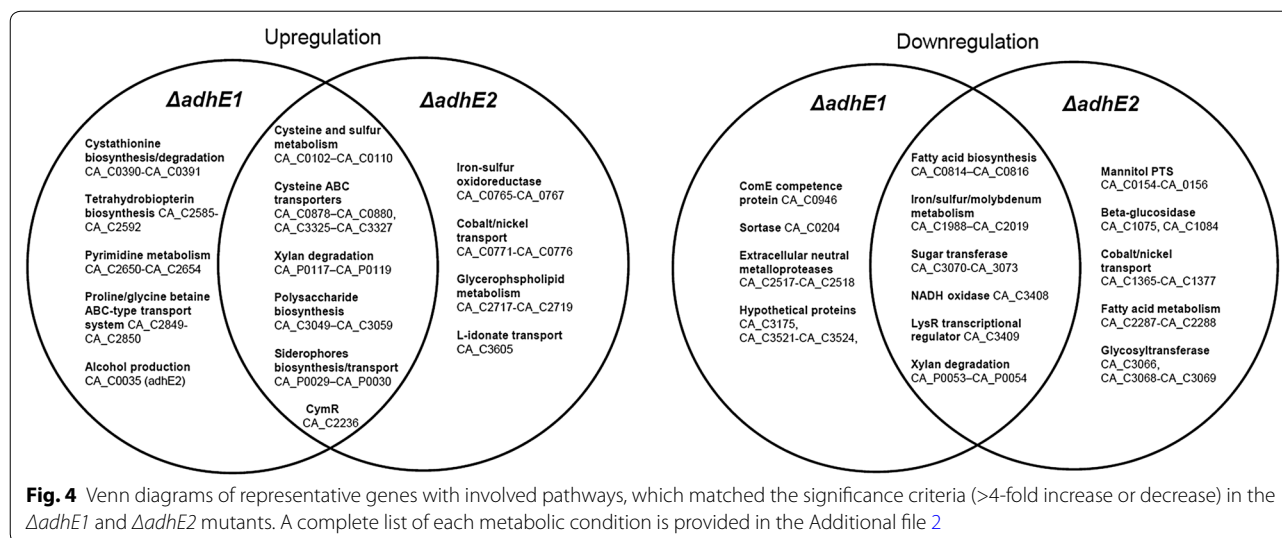 Upregulation
ΔadhE1
Cystathionine
biosynthesis/degradation
CA_C0390-CA_C0391
Tetrahydrobiopterin
biosynthesis CA_C2585-
CA_C2592
Pyrimidine metabolism
CA_C2650-CA_C2654
Proline/glycine betaine
ABC-type transport
system CA_C2849-
CA_C2850
Alcohol production
CA_C0035 (adhE2)
Cysteine and sulfur
metabolism
CA_C0102–CA_C0110
Cysteine ABC
transporters
CA_C0878–CA_C0880,
CA_C3325–CA_C3327
Xylan degradation
CA_P0117–CA_P0119
Polysaccharide
biosynthesis
CA_C3049–CA_C3059
Siderophores
biosynthesis/transport
CA_P0029–CA_P0030
CymR
CA_C2236
ΔadhE2
Iron-sulfur
oxidoreductase
CA_C0765-CA_0767
Cobalt/nickel
transport
CA_C0771-CA_C0776
Glycerophspholipid
metabolism
CA_C2717-CA_C2719
L-idonate transport
CA_C3605
Downregulation
ΔadhE1
ComE competence
protein CA_C0946
Sortase CA_C0204
Extracellular neutral
metalloproteases
CA_C2517-CA_C2518
Hypothetical proteins
CA_C3175,
CA_C3521-CA_C3524,
Fatty acid biosynthesis
CA_C0814–CA_C0816
Iron/sulfur/molybdenum
metabolism
CA_C1988–CA_C2019
Sugar transferase
CA_C3070-CA_3073
NADH oxidase CA_C3408
LysR transcriptional
regulator CA_C3409
Xylan degradation
CA_P0053–CA_P0054
ΔadhE2
Mannitol PTS
CA_C0154-CA_0156
Beta-glucosidase
CA_C1075, CA_C1084
Cobalt/nickel
transport
CA_C1365-CA_C1377
Fatty acid metabolism
CA_C2287-CA_C2288
Glycosyltransferase
CA_C3066,
CA_C3068-CA_C3069
Fig. 4 Venn diagrams of representative genes with involved pathways, which matched the significance criteria (>4-fold increase or decrease) in the
ΔadhE1 and ΔadhE2 mutants. A complete list of each metabolic condition is provided in the Additional file 2